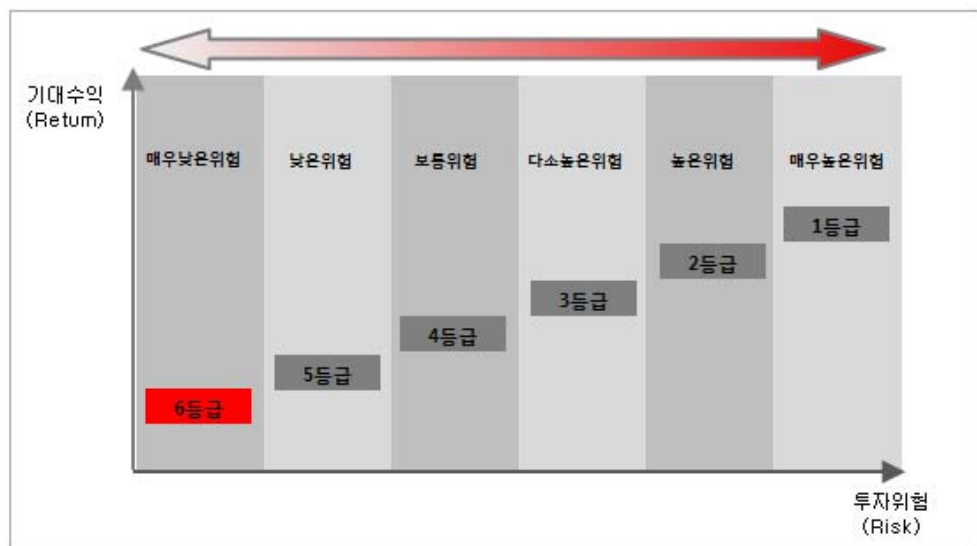 기대수익
(Return)
매우낮은위험 낮은위험 보통위험 다소높은위험 높은위험 매우높은위험
1등급
2등급
3등급
4등급
5등급
6등급
투자위험
(Risk)